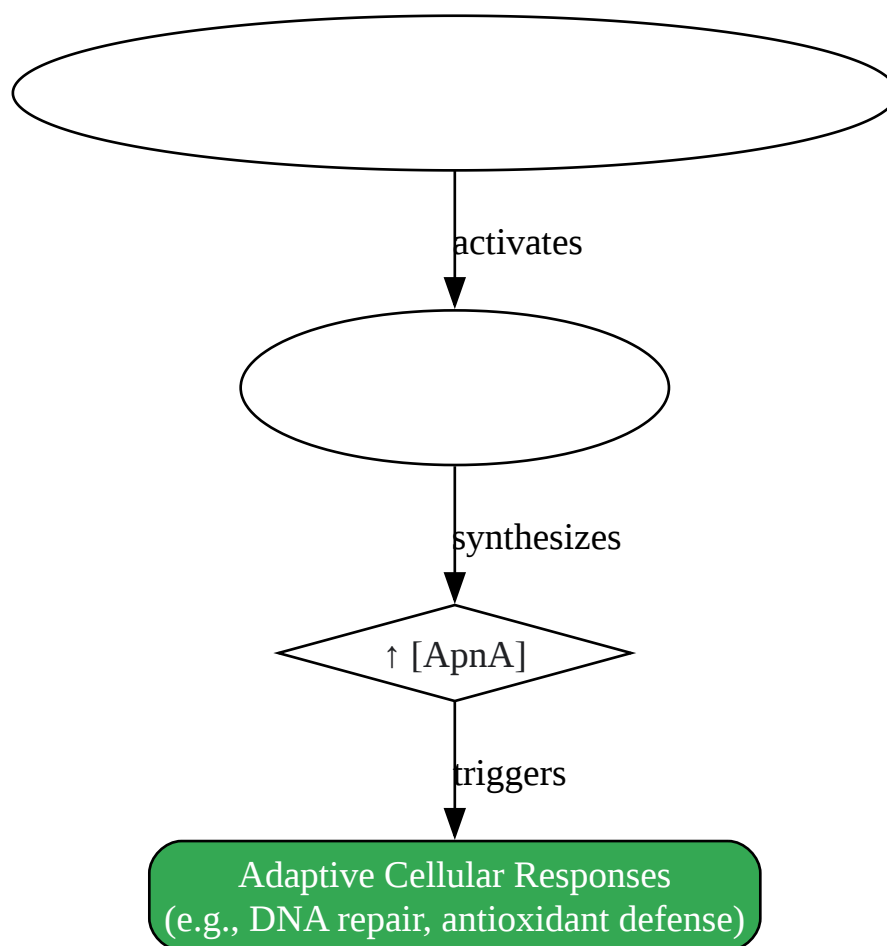 activates
synthesizes
↑ [ApnA]
triggers
Adaptive Cellular Responses
(e.g., DNA repair, antioxidant defense)